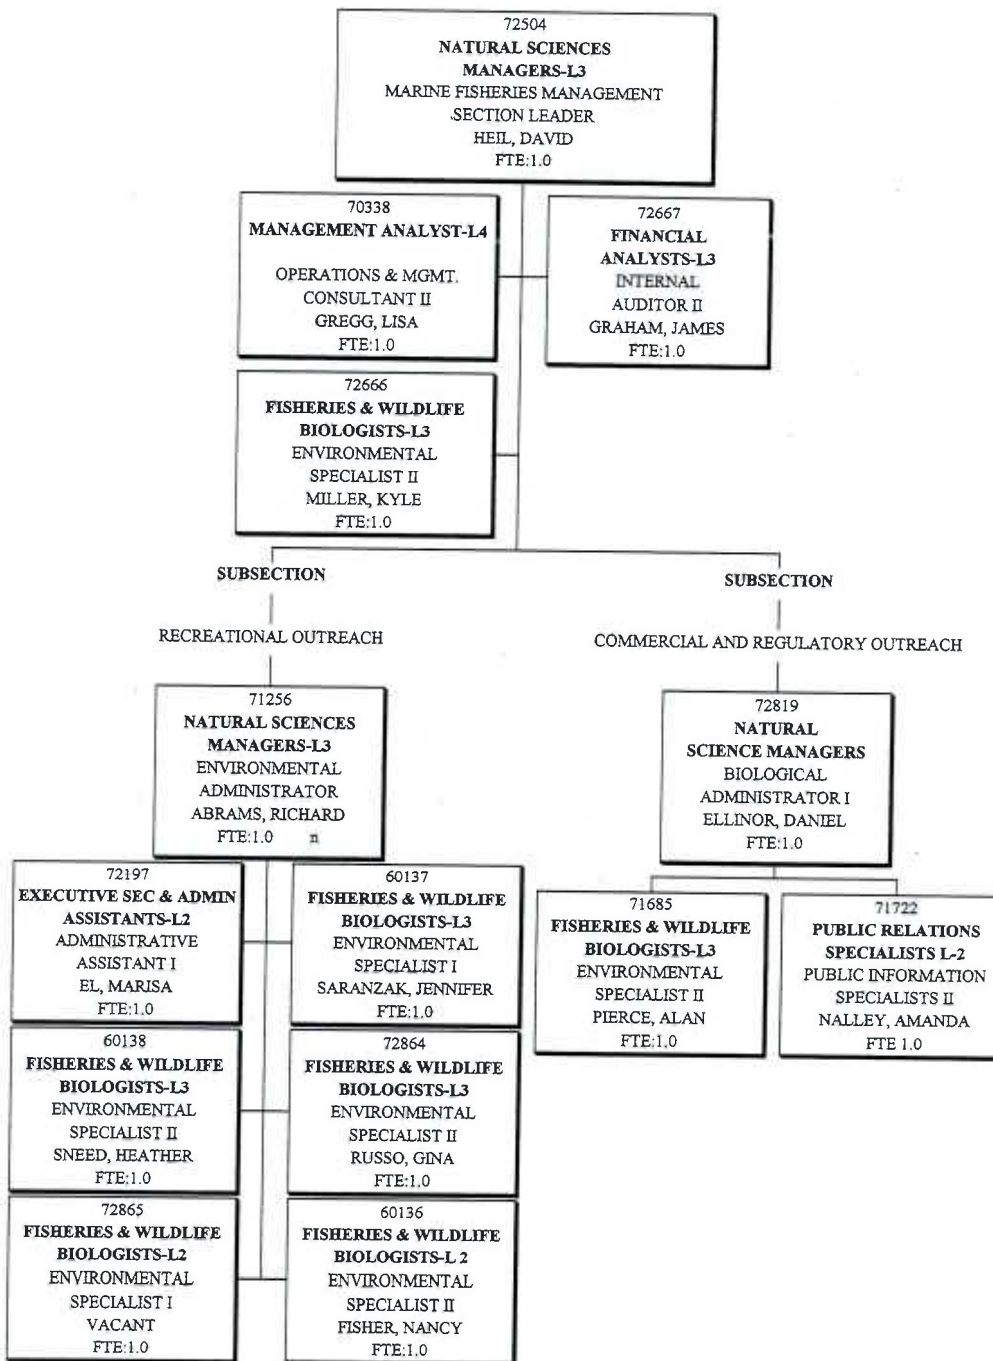 72504
NATURAL SCIENCES
MANAGERS-L3
MARINE FISHERIES MANAGEMENT
SECTION LEADER
HEIL, DAVID
FTE:1.0
70338
MANAGEMENT ANALYST-L4
OPERATIONS & MGMT.
CONSULTANT II
GREGG, LISA
FTE:1.0
72667
FINANCIAL
ANALYSTS-L3
INTERNAL
AUDITOR II
GRAHAM, JAMES
FTE:1.0
72666
FISHERIES & WILDLIFE
BIOLOGISTS-L3
ENVIRONMENTAL
SPECIALIST II
MILLER, KYLE
FTE:1.0
SUBSECTION
RECREATIONAL OUTREACH
SUBSECTION
COMMERCIAL AND REGULATORY OUTREACH
71256
NATURAL SCIENCES
MANAGERS-L3
ENVIRONMENTAL
ADMINISTRATOR
ABRAMS, RICHARD
FTE:1.0 n
72819
NATURAL
SCIENCE MANAGERS
BIOLOGICAL
ADMINISTRATOR I
ELLINOR, DANIEL
FTE:1.0
72197
EXECUTIVE SEC & ADMIN
ASSISTANTS-L2
ADMINISTRATIVE
ASSISTANT I
EL, MARISA
FTE:1.0
60137
FISHERIES & WILDLIFE
BIOLOGISTS-L3
ENVIRONMENTAL
SPECIALIST I
SARANZAK, JENNIFER
FTE:1.0
71685
FISHERIES & WILDLIFE
BIOLOGISTS-L3
ENVIRONMENTAL
SPECIALIST II
PIERCE, ALAN
FTE:1.0
71722
PUBLIC RELATIONS
SPECIALISTS L-2
PUBLIC INFORMATION
SPECIALISTS II
NALLEY, AMANDA
FTE 1.0
60138
FISHERIES & WILDLIFE
BIOLOGISTS-L3
ENVIRONMENTAL
SPECIALIST II
SNEED, HEATHER
FTE:1.0
72864
FISHERIES & WILDLIFE
BIOLOGISTS-L3
ENVIRONMENTAL
SPECIALIST II
RUSSO, GINA
FTE:1.0
72865
FISHERIES & WILDLIFE
BIOLOGISTS-L2
ENVIRONMENTAL
SPECIALIST I
VACANT
FTE:1.0
60136
FISHERIES & WILDLIFE
BIOLOGISTS-L 2
ENVIRONMENTAL
SPECIALIST II
FISHER, NANCY
FTE:1.0